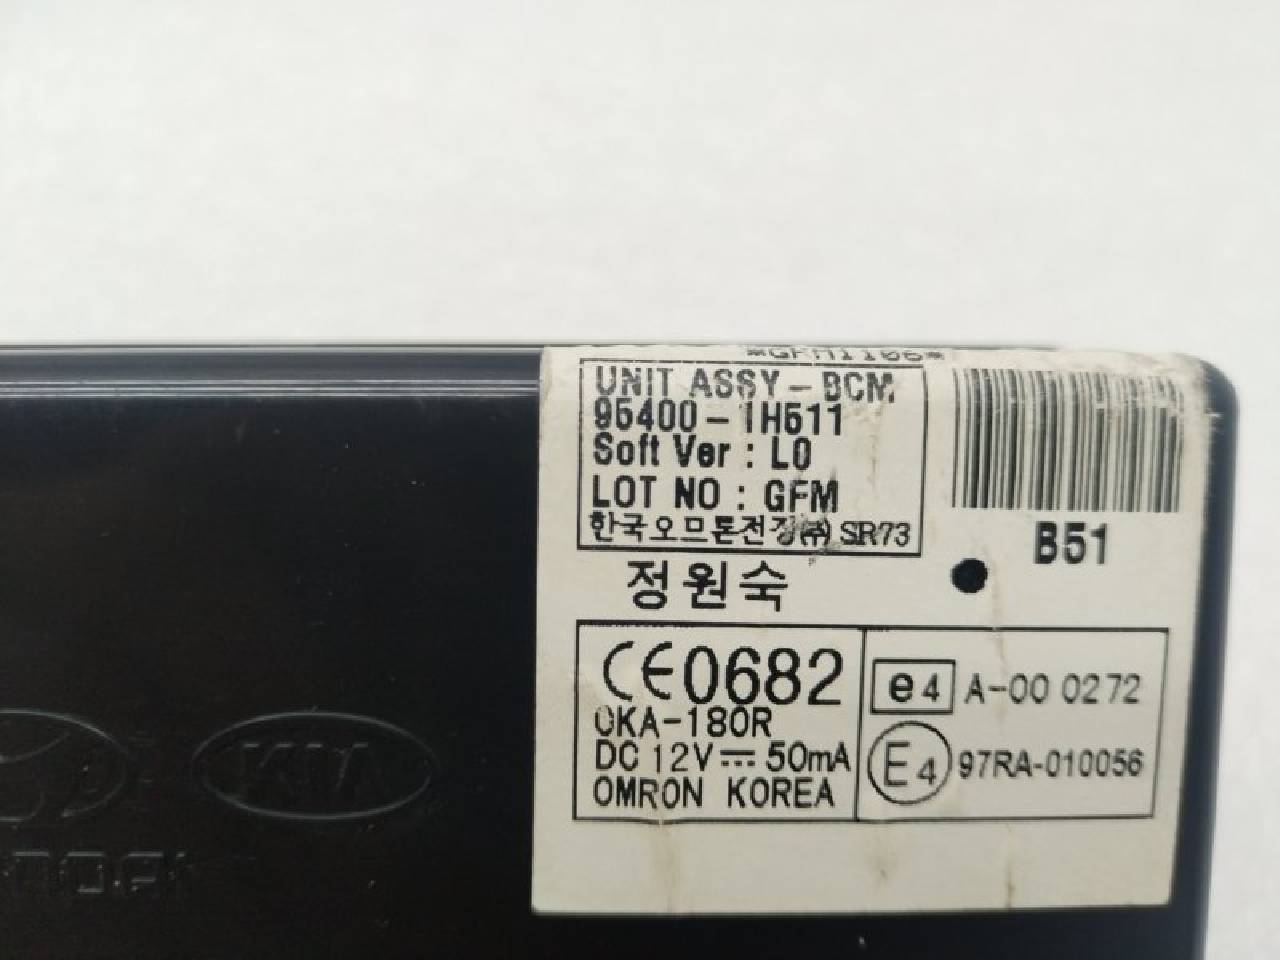 *GFM1166*
UNIT ASSY-BCM
95400-1H511
Soft Ver : L0
LOT NO : GFM
한국오므론전장(주) SR73
B51
정원숙
CE0682
OKA-180R
DC 12V⎓50mA
OMRON KOREA
e4 A-00 0272
E4 97RA-010056
KIA